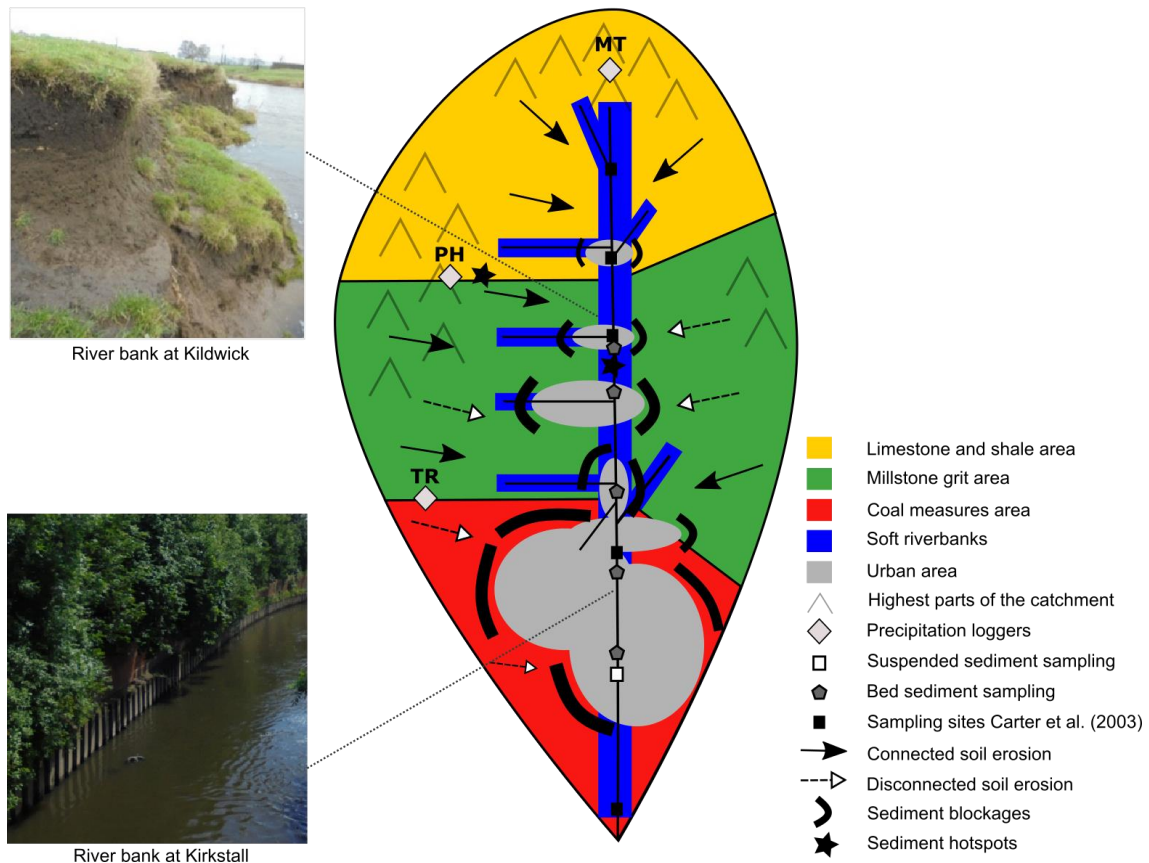 MT
PH
TR
River bank at Kildwick
River bank at Kirkstall
Limestone and shale area
Millstone grit area
Coal measures area
Soft riverbanks
Urban area
Highest parts of the catchment
Precipitation loggers
Suspended sediment sampling
Bed sediment sampling
Sampling sites Carter et al. (2003)
Connected soil erosion
Disconnected soil erosion
Sediment blockages
Sediment hotspots